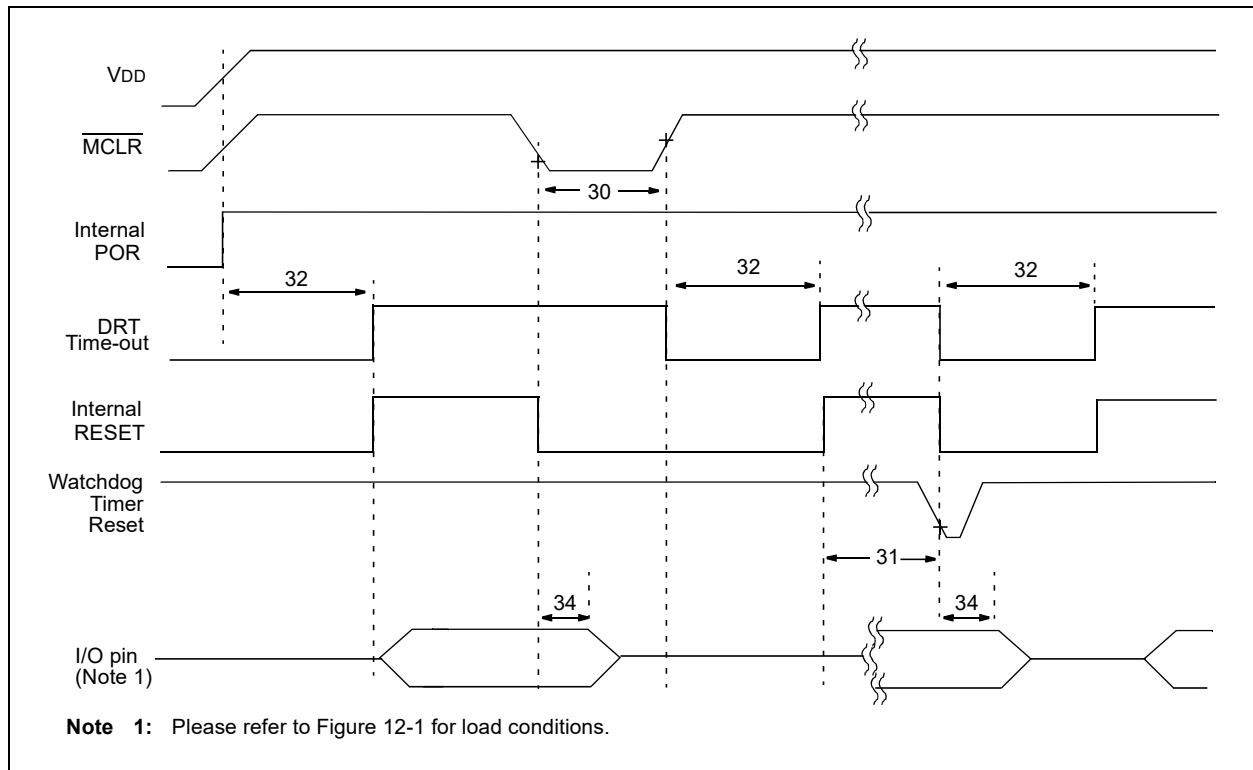 VDD
MCLR
30
Internal
POR
32
32
32
DRT
Time-out
Internal
RESET
Watchdog
Timer
Reset
31
34
34
I/O pin
(Note 1)
Note 1: Please refer to Figure 12-1 for load conditions.